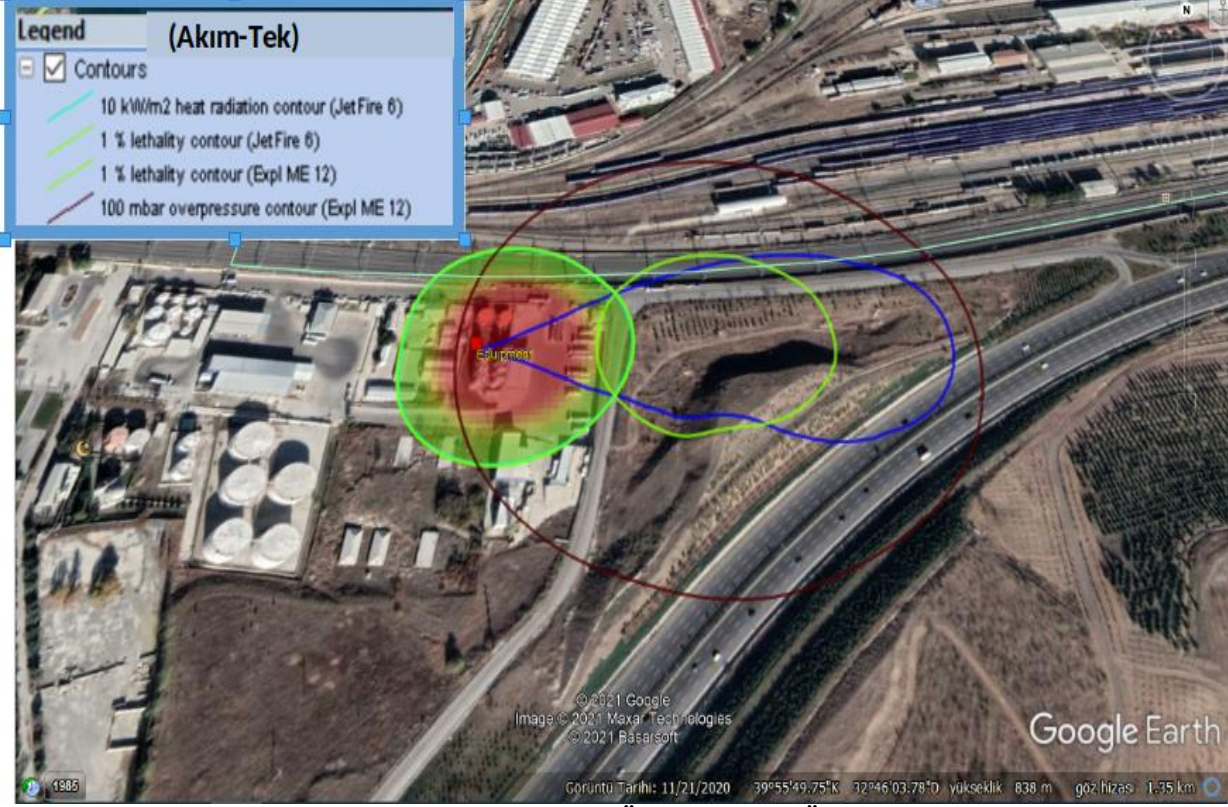 Legend
(Akım-Tek)
Contours
10 kW/m2 heat radiation contour (JetFire 6)
1 % lethality contour (JetFire 6)
1 % lethality contour (Expl ME 12)
100 mbar overpressure contour (Expl ME 12)
N
Equipment
© 2021 Google
Image © 2021 Maxar Technologies
© 2021 Basarsoft
Google Earth
1985
Görüntü Tarihi: 11/21/2020 39°55'49.75"K 32°46'03.78"D yükseklik 838 m göz hizası 1.35 km